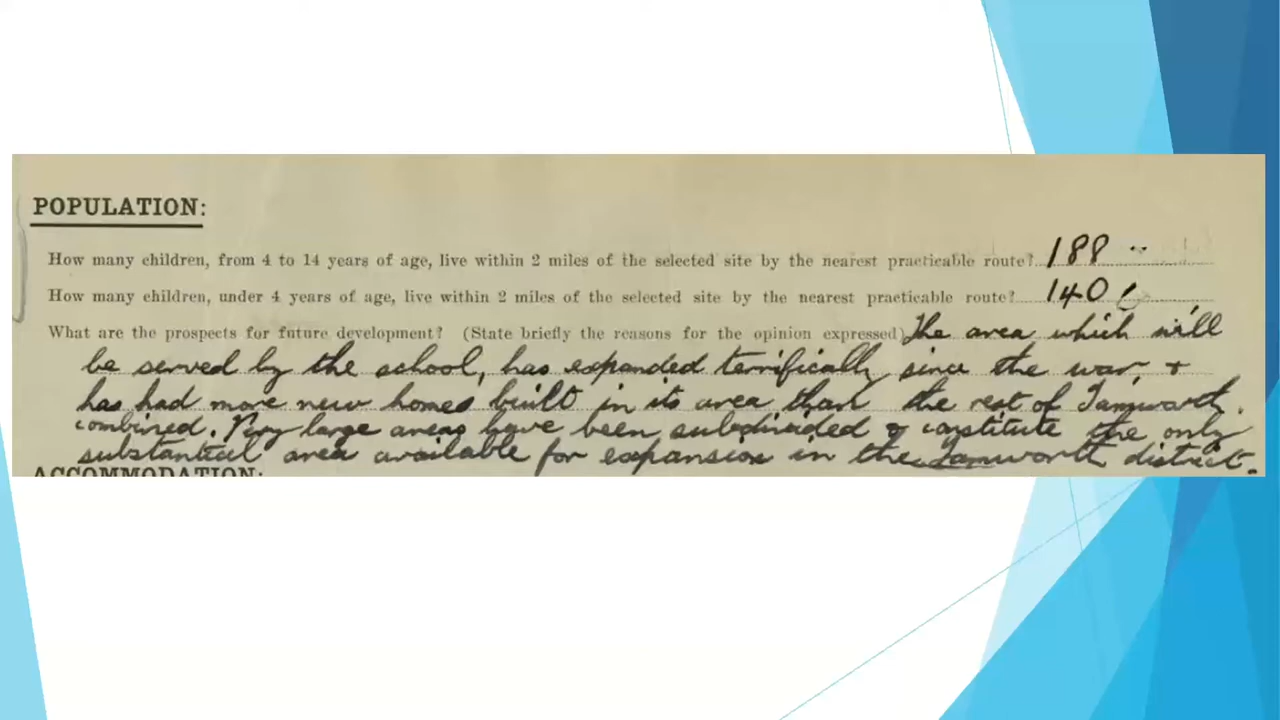 POPULATION:
How many children, from 4 to 14 years of age, live within 2 miles of the selected site by the nearest practicable route? 188
How many children, under 4 years of age, live within 2 miles of the selected site by the nearest practicable route? 140
What are the prospects for future development? (State briefly the reasons for the opinion expressed) The area which will
be served by the school, has expanded terrifically since the war, +
has had more new homes built in its area than the rest of Tamworth.
combined. Very large areas have been subdivided & constitute the only
substantial area available for expansion in the Tamworth district.
ACCOMMODATION: